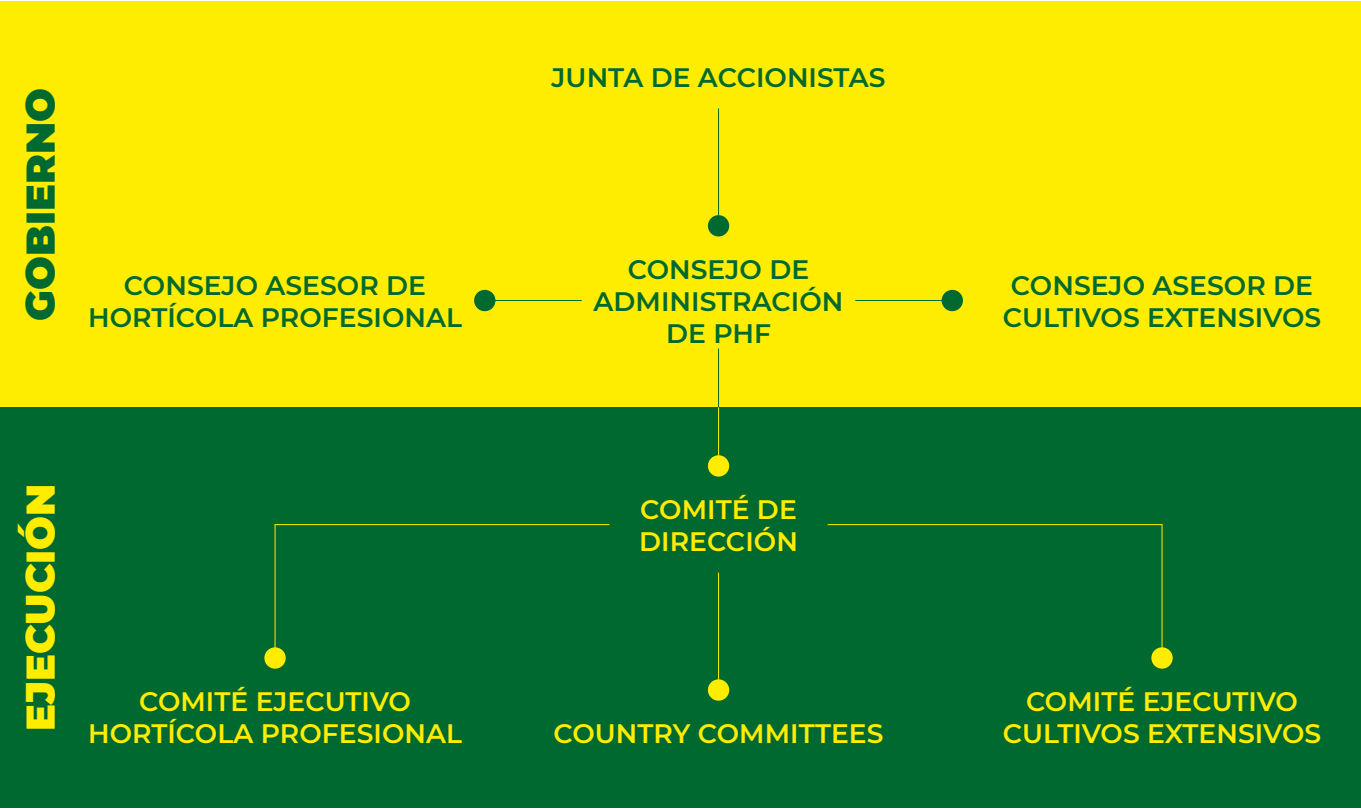 GOBIERNO
JUNTA DE ACCIONISTAS
CONSEJO ASESOR DE
HORTÍCOLA PROFESIONAL
CONSEJO DE
ADMINISTRACIÓN
DE PHF
CONSEJO ASESOR DE
CULTIVOS EXTENSIVOS
EJECUCIÓN
COMITÉ DE
DIRECCIÓN
COMITÉ EJECUTIVO
HORTÍCOLA PROFESIONAL
COUNTRY COMMITTEES
COMITÉ EJECUTIVO
CULTIVOS EXTENSIVOS